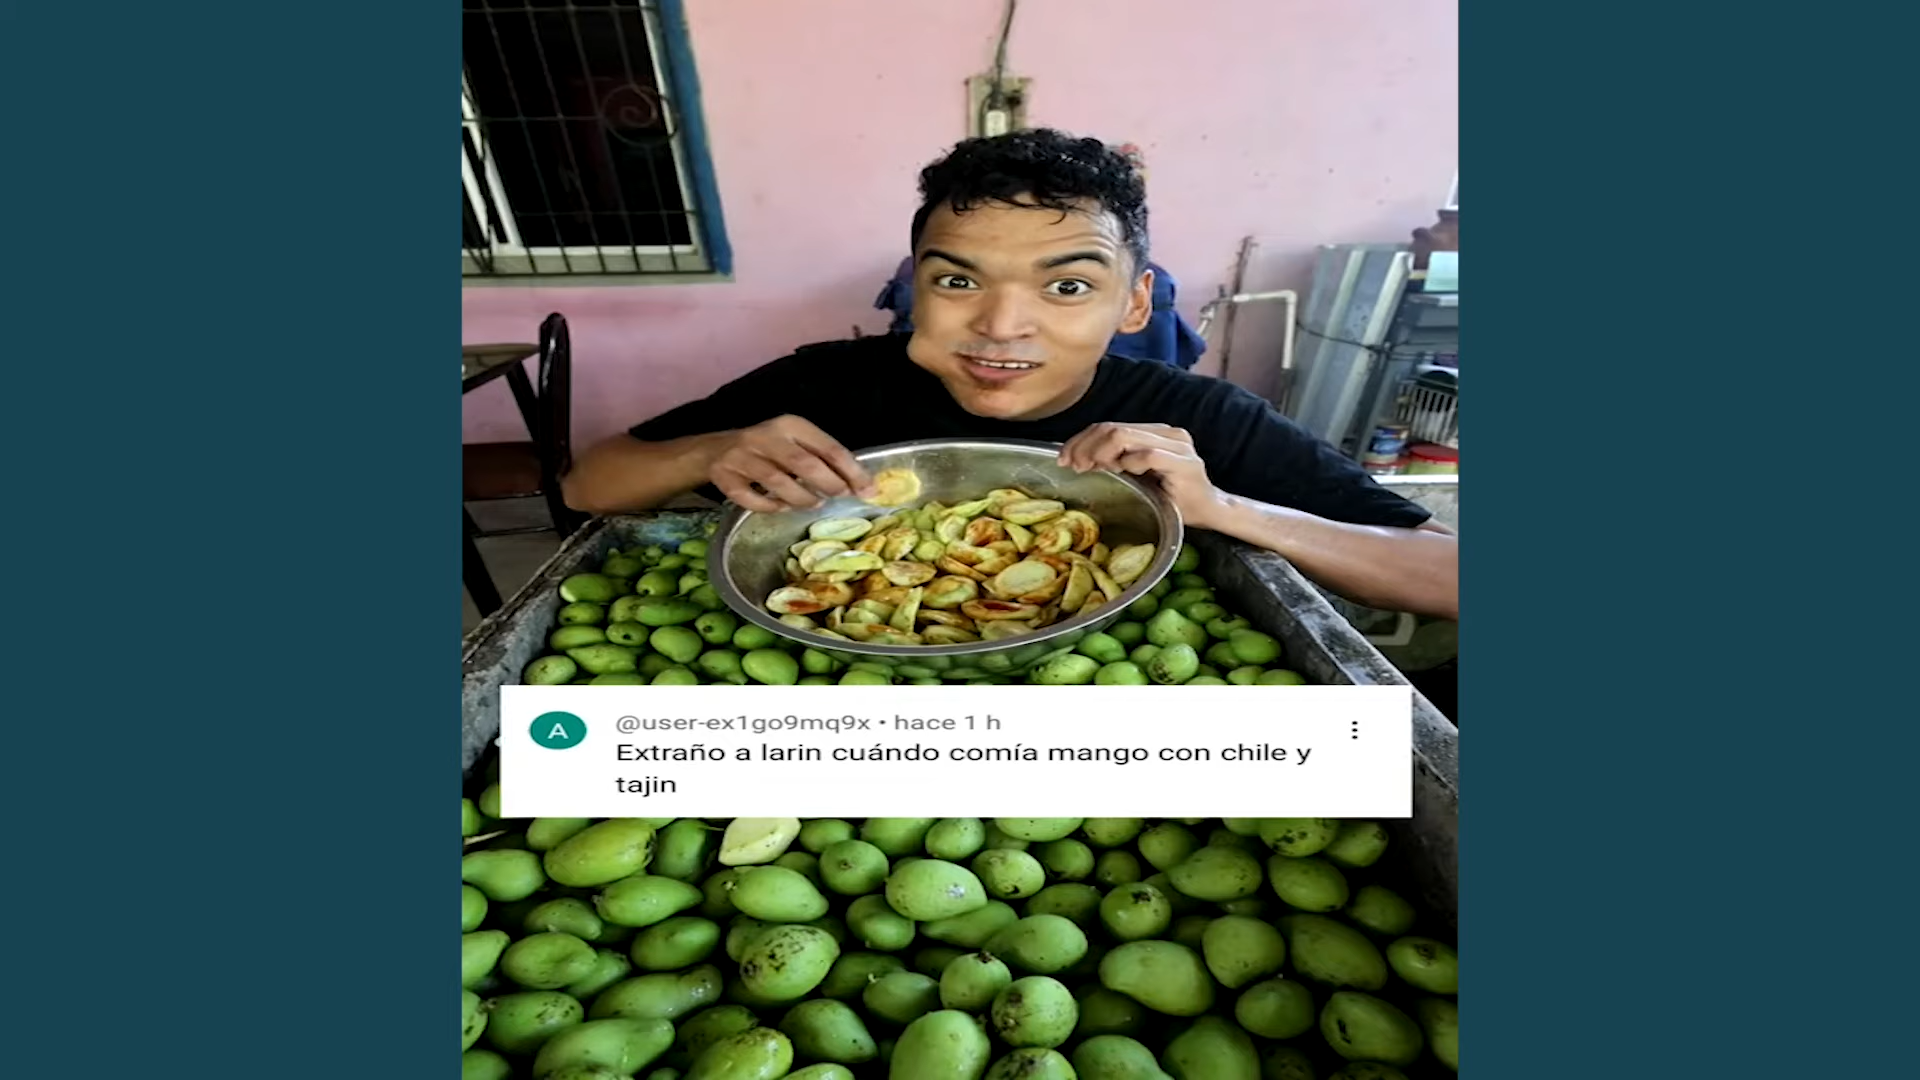 A
@user-ex1go9mq9x • hace 1 h
Extraño a larin cuándo comía mango con chile y
tajin